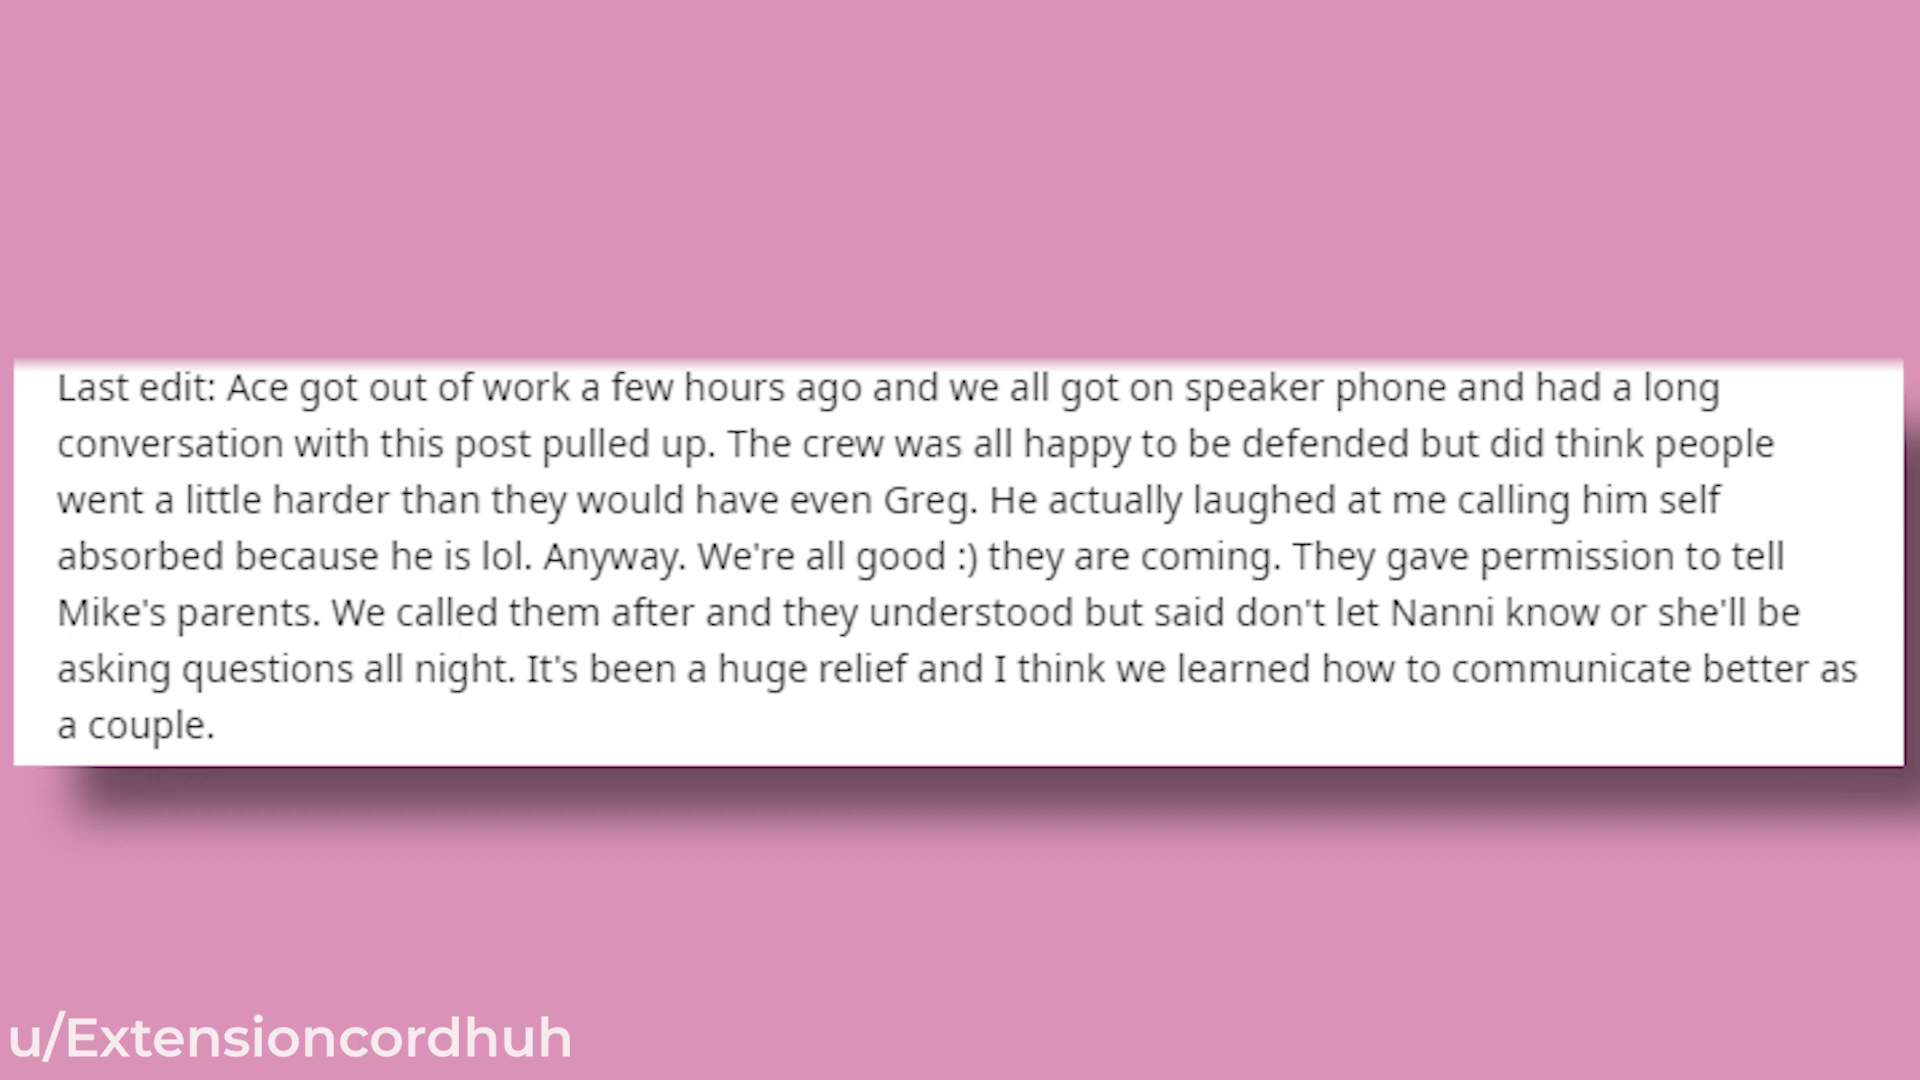 Last edit: Ace got out of work a few hours ago and we all got on speaker phone and had a long
conversation with this post pulled up. The crew was all happy to be defended but did think people
went a little harder than they would have even Greg. He actually laughed at me calling him self
absorbed because he is lol. Anyway. We're all good :) they are coming. They gave permission to tell
Mike's parents. We called them after and they understood but said don't let Nanni know or she'll be
asking questions all night. It's been a huge relief and I think we learned how to communicate better as
a couple.
u/Extensioncordhuh